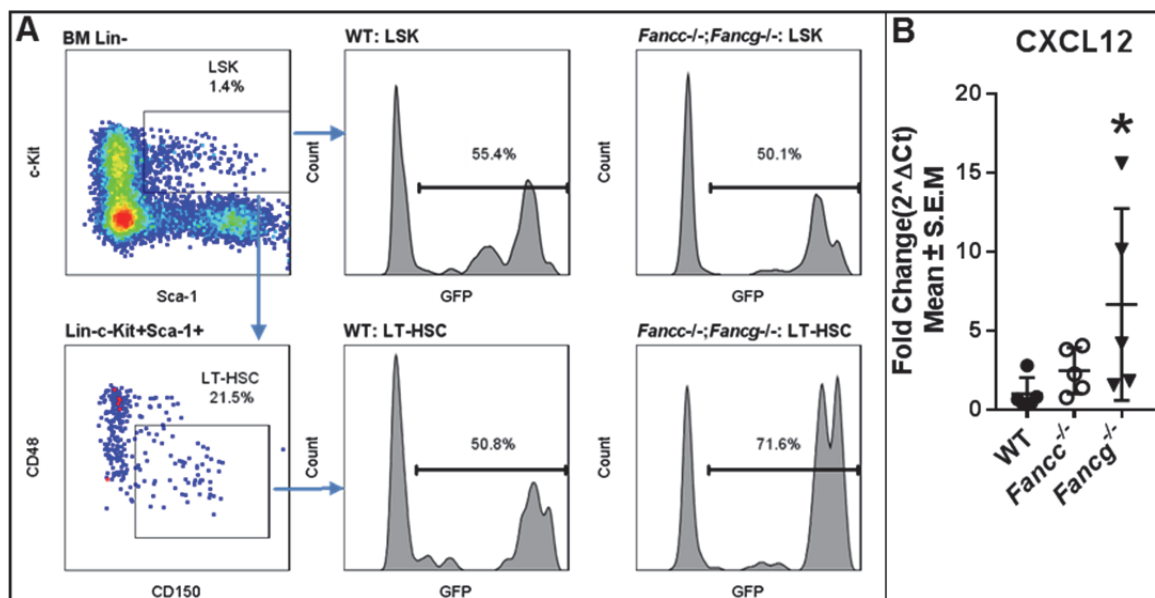 A
BM Lin-
c-Kit
LSK
1.4%
Sca-1
WT: LSK
Count
55.4%
GFP
Fancc-/-;Fancg-/-: LSK
Count
50.1%
GFP
Lin-c-Kit+Sca-1+
CD48
LT-HSC
21.5%
CD150
WT: LT-HSC
Count
50.8%
GFP
Fancc-/-;Fancg-/-: LT-HSC
Count
71.6%
GFP
B
CXCL12
Fold Change(2^ΔCt)
Mean ± S.E.M
20
15
10
5
0
*
WT
Fancc-/-
Fancg-/-